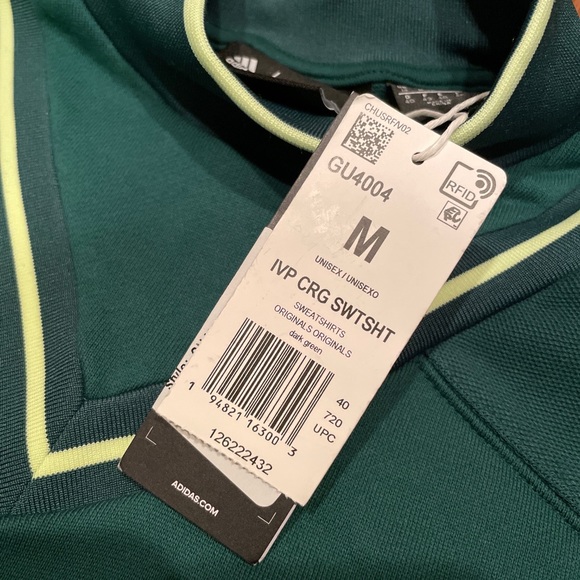 CHUSRFN02
GU4004
RFID
M
UNISEX / UNISEXO
IVP CRG SWTSHT
SWEATSHIRTS
ORIGINALS ORIGINALS
dark green
40
720
UPC
1 94821 16300 3
126222432
ADIDAS.COM